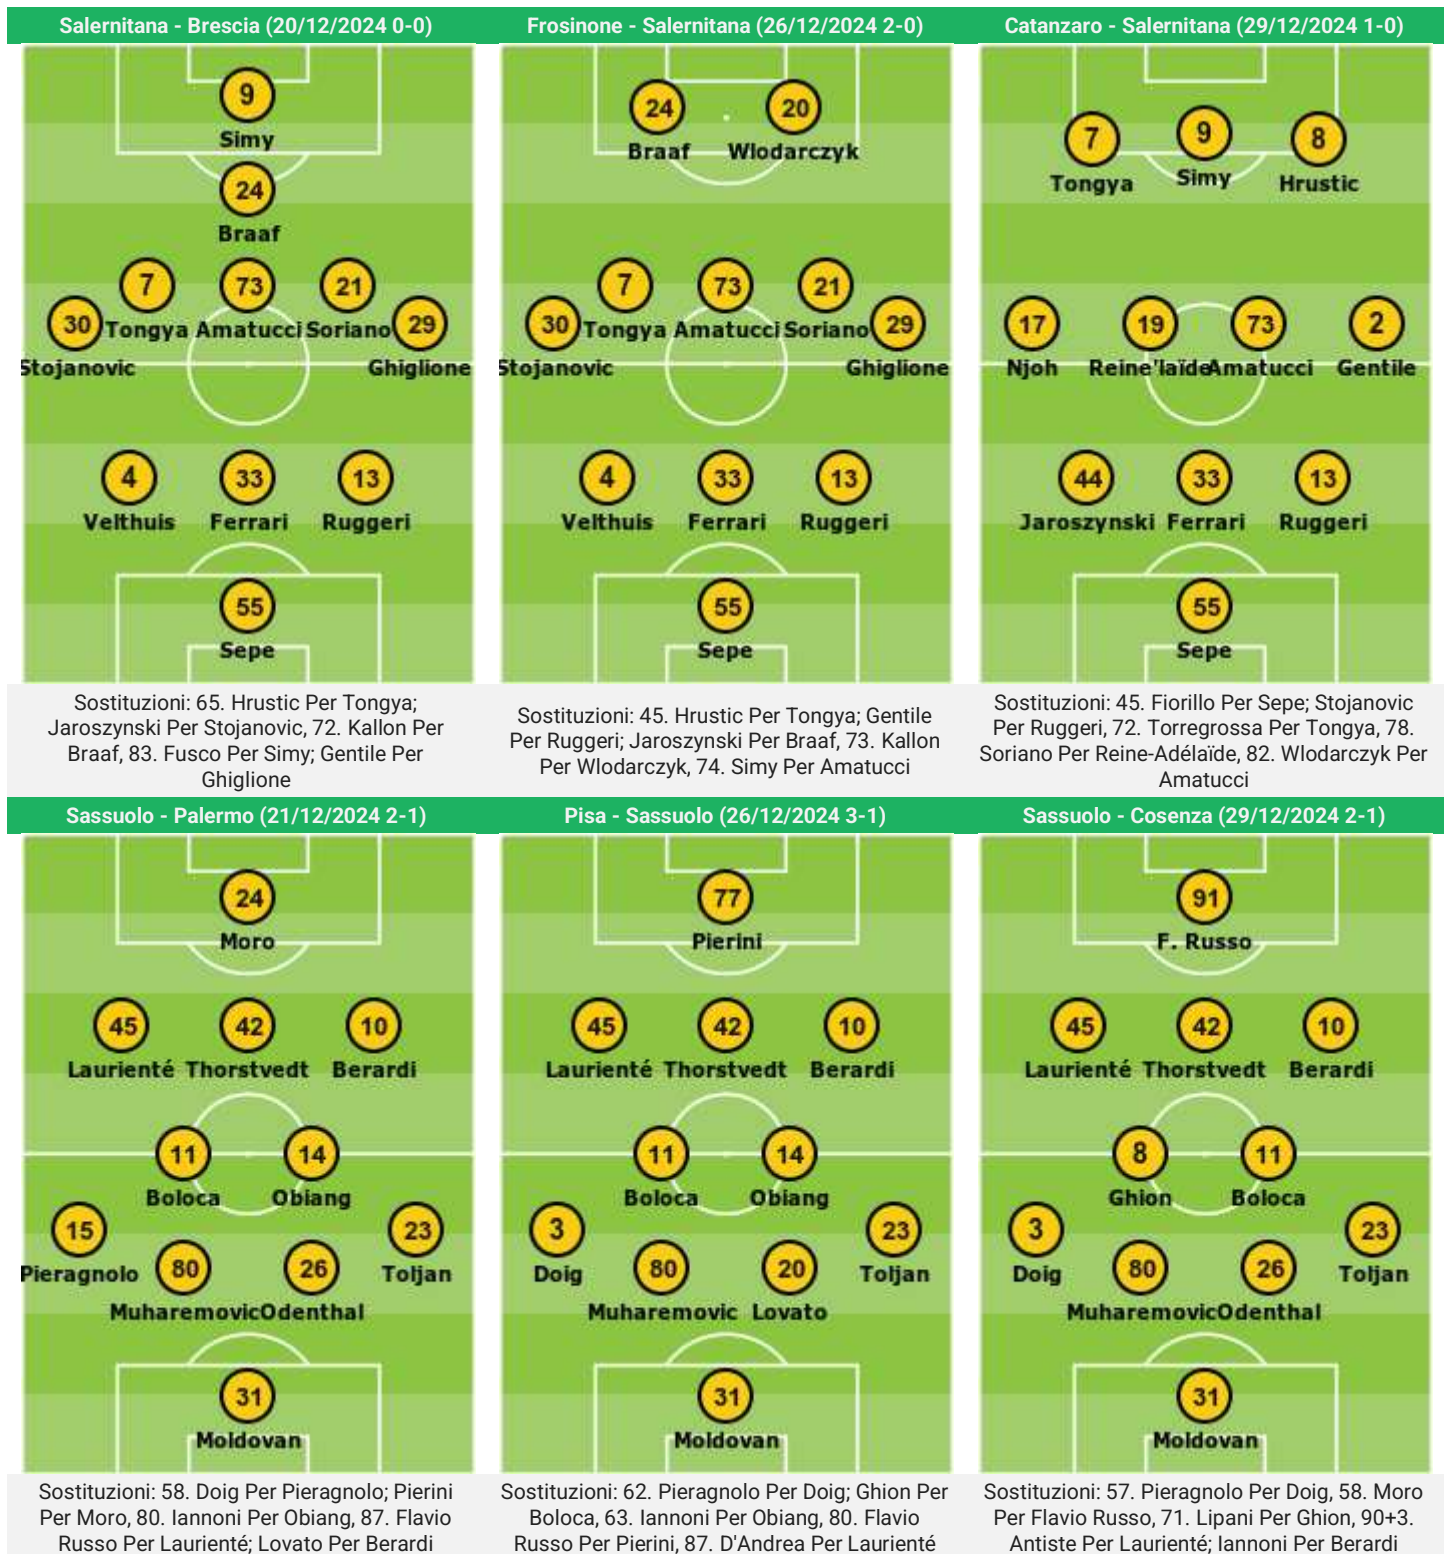 Salernitana - Brescia (20/12/2024 0-0)
9
Simy
24
Braaf
7 73 21
30 Tongya Amatucci Soriano 29
Stojanovic Ghiglione
4 33 13
Velthuis Ferrari Ruggeri
55
Sepe
Sostituzioni: 65. Hrustic Per Tongya;
Jaroszynski Per Stojanovic, 72. Kallon Per
Braaf, 83. Fusco Per Simy; Gentile Per
Ghiglione
Frosinone - Salernitana (26/12/2024 2-0)
24 20
Braaf Wlodarczyk
7 73 21
30 Tongya Amatucci Soriano 29
Stojanovic Ghiglione
4 33 13
Velthuis Ferrari Ruggeri
55
Sepe
Sostituzioni: 45. Hrustic Per Tongya; Gentile
Per Ruggeri; Jaroszynski Per Braaf, 73. Kallon
Per Wlodarczyk, 74. Simy Per Amatucci
Catanzaro - Salernitana (29/12/2024 1-0)
7 9 8
Tongya Simy Hrustic
17 19 73 2
Njoh Reine'laïde Amatucci Gentile
44 33 13
Jaroszynski Ferrari Ruggeri
55
Sepe
Sostituzioni: 45. Fiorillo Per Sepe; Stojanovic
Per Ruggeri, 72. Torregrossa Per Tongya, 78.
Soriano Per Reine-Adélaïde, 82. Wlodarczyk Per
Amatucci
Sassuolo - Palermo (21/12/2024 2-1)
24
Moro
45 42 10
Laurienté Thorstvedt Berardi
11 14
Boloca Obiang
15 23
Pieragnolo 80 26 Toljan
Muharemovic Odenthal
31
Moldovan
Sostituzioni: 58. Doig Per Pieragnolo; Pierini
Per Moro, 80. Iannoni Per Obiang, 87. Flavio
Russo Per Laurienté; Lovato Per Berardi
Pisa - Sassuolo (26/12/2024 3-1)
77
Pierini
45 42 10
Laurienté Thorstvedt Berardi
11 14
Boloca Obiang
3 23
Doig 80 20 Toljan
Muharemovic Lovato
31
Moldovan
Sostituzioni: 62. Pieragnolo Per Doig; Ghion Per
Boloca, 63. Iannoni Per Obiang, 80. Flavio
Russo Per Pierini, 87. D'Andrea Per Laurienté
Sassuolo - Cosenza (29/12/2024 2-1)
91
F. Russo
45 42 10
Laurienté Thorstvedt Berardi
8 11
Ghion Boloca
3 23
Doig 80 26 Toljan
Muharemovic Odenthal
31
Moldovan
Sostituzioni: 57. Pieragnolo Per Doig, 58. Moro
Per Flavio Russo, 71. Lipani Per Ghion, 90+3.
Antiste Per Laurienté; Iannoni Per Berardi